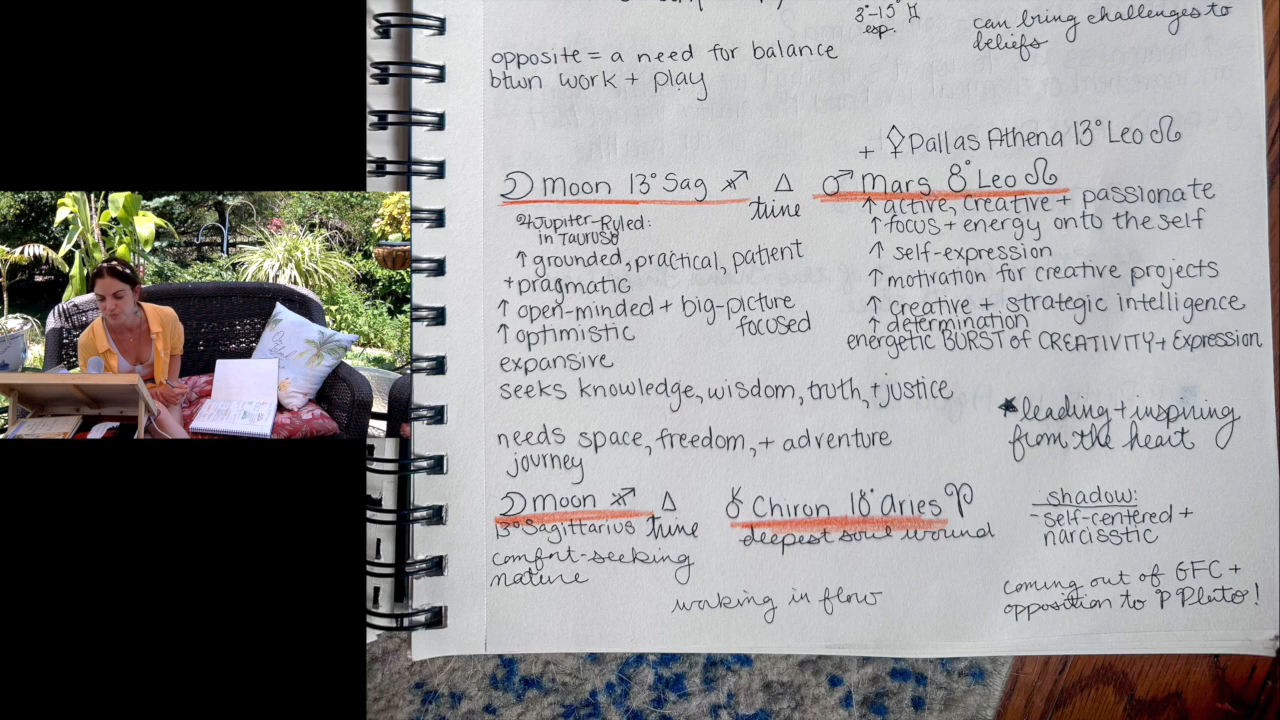 3°-15° ♊
esp.
can bring challenges to
beliefs
opposite = a need for balance
btwn work + play
+ ⚴ Pallas Athena 13° Leo ♌
☽ Moon 13° Sag ♐ △
trine
♂ Mars 8° Leo ♌
♃ Jupiter-Ruled:
in Taurus ♉
↑ grounded, practical, patient
+ pragmatic
↑ open-minded + big-picture
focused
↑ optimistic
expansive
seeks knowledge, wisdom, truth, + justice
needs space, freedom, + adventure
journey
↑ active, creative + passionate
↑ focus + energy onto the self
↑ self-expression
↑ motivation for creative projects
↑ creative + strategic intelligence
↑ determination
energetic BURST of CREATIVITY + Expression
★ leading + inspiring
from the heart
☽ Moon ♐ △
13° Sagittarius trine
comfort-seeking
nature
⚷ Chiron 18° Aries ♈
deepest soul wound
working in flow
shadow:
-self-centered +
narcisstic
coming out of GFC +
opposition to P Pluto!